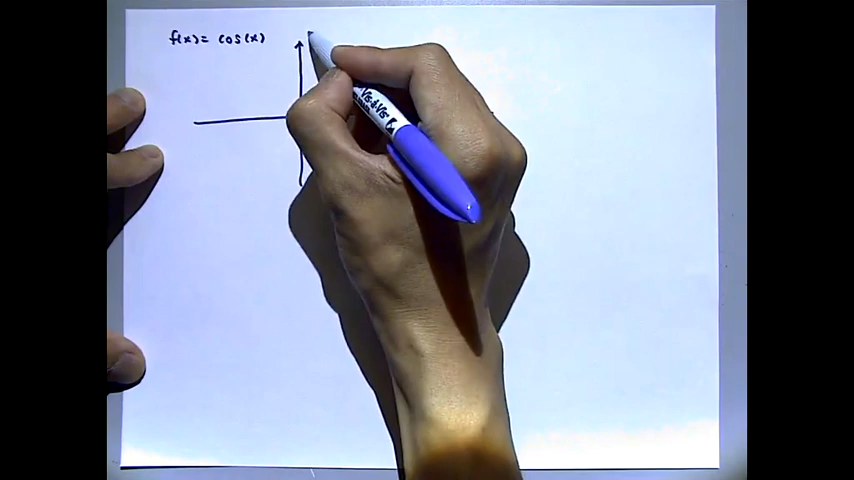 f(x) = cos(x)